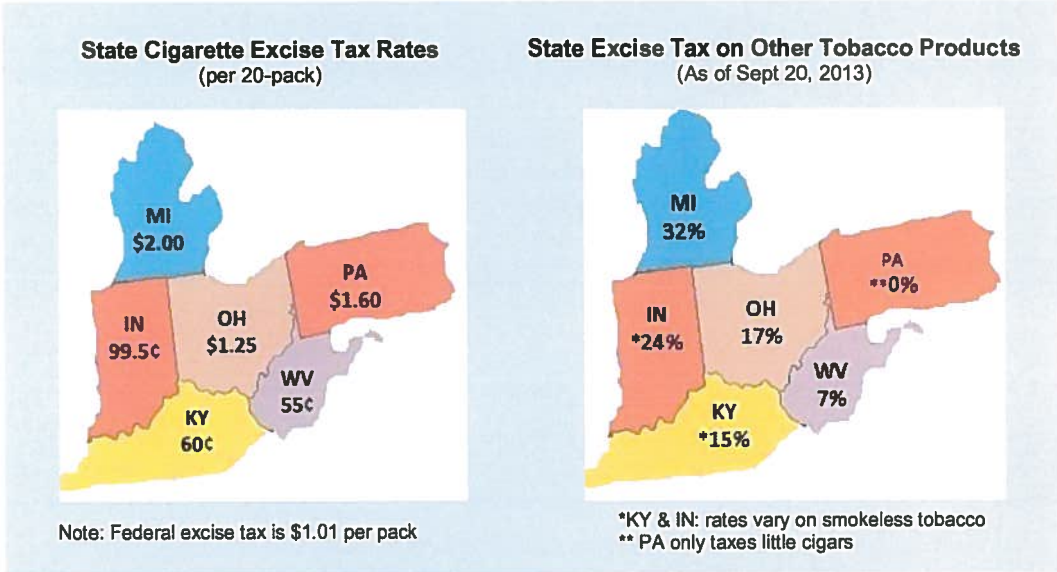 State Cigarette Excise Tax Rates
(per 20-pack)
MI
$2.00
PA
$1.60
IN
99.5¢
OH
$1.25
WV
55¢
KY
60¢
Note: Federal excise tax is $1.01 per pack
State Excise Tax on Other Tobacco Products
(As of Sept 20, 2013)
MI
32%
PA
**0%
IN
*24%
OH
17%
WV
7%
KY
*15%
*KY & IN: rates vary on smokeless tobacco
** PA only taxes little cigars